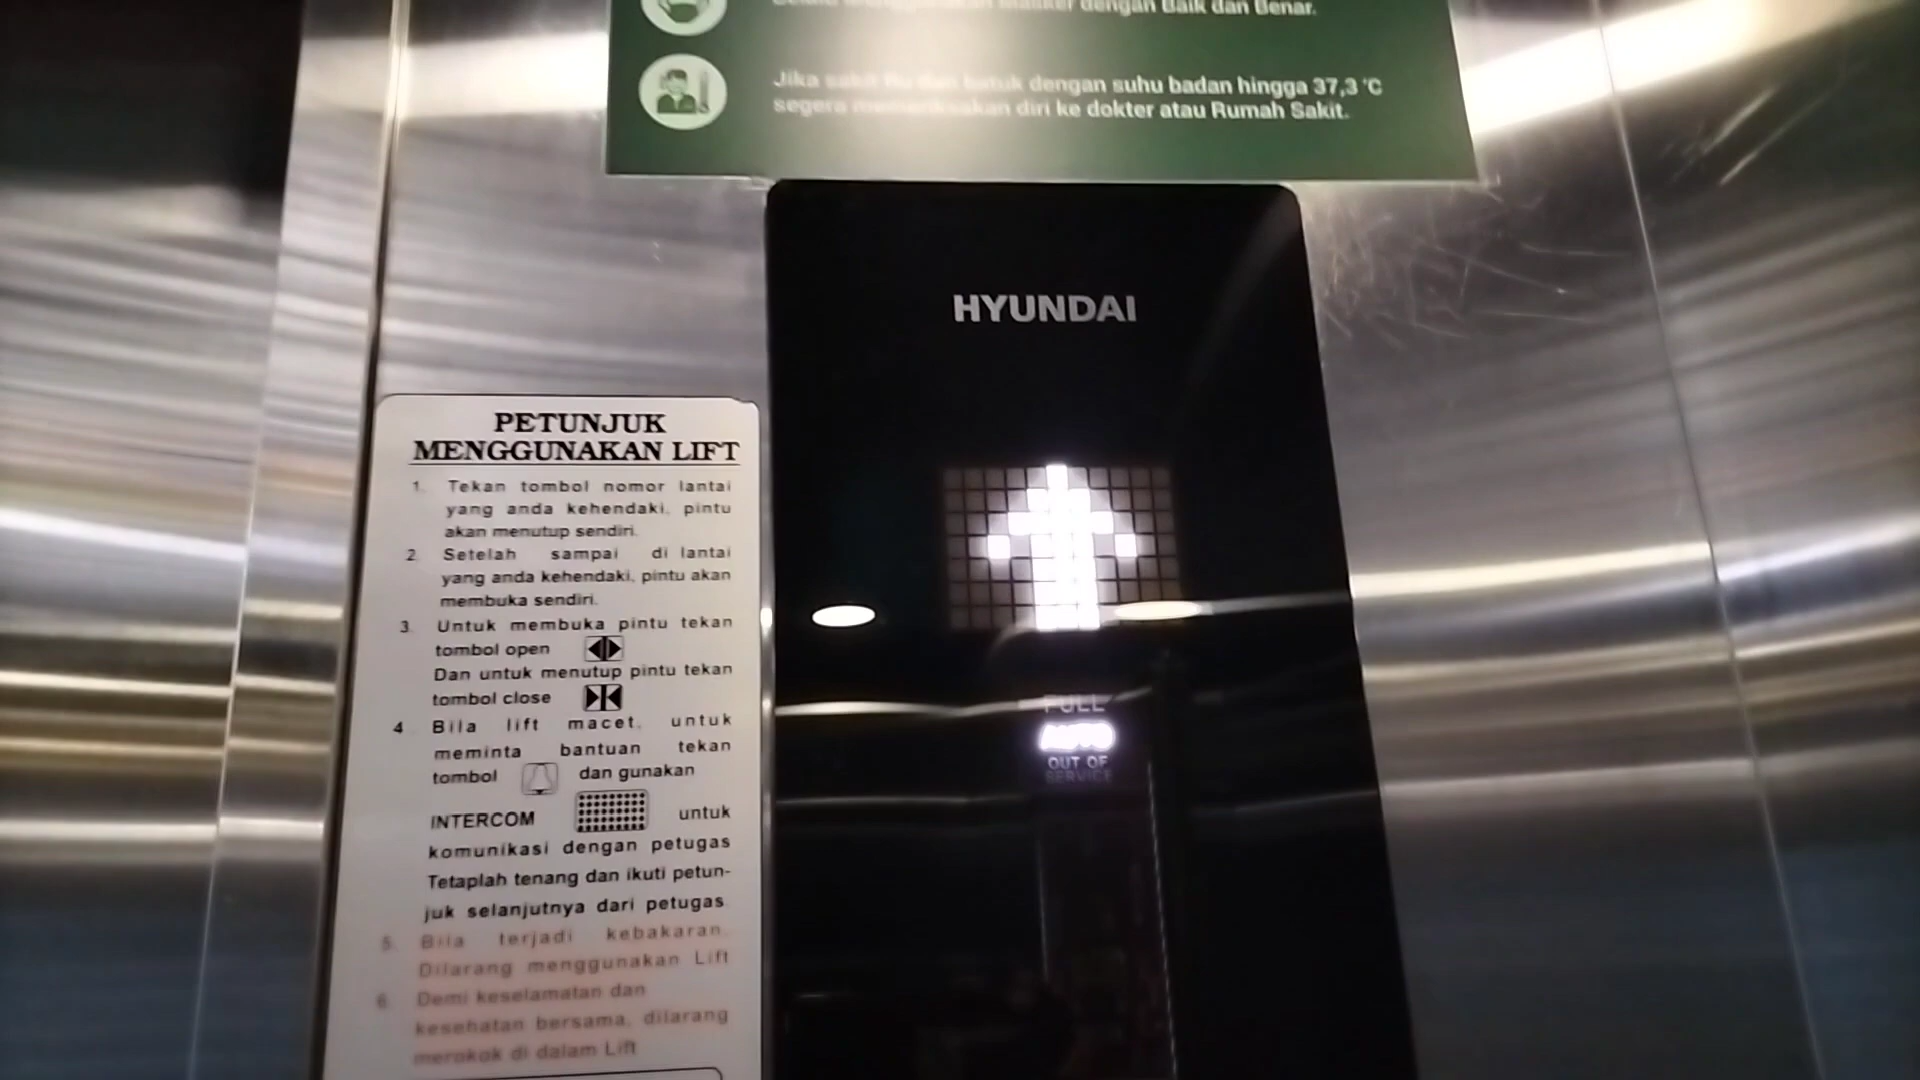 dengan Baik dan Benar.
Jika sakit flu dan batuk dengan suhu badan hingga 37,3 °C
segera memeriksakan diri ke dokter atau Rumah Sakit.
HYUNDAI
FULL
AUTO
OUT OF
SERVICE
PETUNJUK
MENGGUNAKAN LIFT
1. Tekan tombol nomor lantai
yang anda kehendaki, pintu
akan menutup sendiri.
2. Setelah sampai di lantai
yang anda kehendaki, pintu akan
membuka sendiri.
3. Untuk membuka pintu tekan
tombol open
Dan untuk menutup pintu tekan
tombol close
4 Bila lift macet, untuk
meminta bantuan tekan
tombol dan gunakan
INTERCOM untuk
komunikasi dengan petugas
Tetaplah tenang dan ikuti petun-
juk selanjutnya dari petugas
5. Bila terjadi kebakaran.
Dilarang menggunakan Lift
6. Demi keselamatan dan
kesehatan bersama, dilarang
merokok di dalam Lift